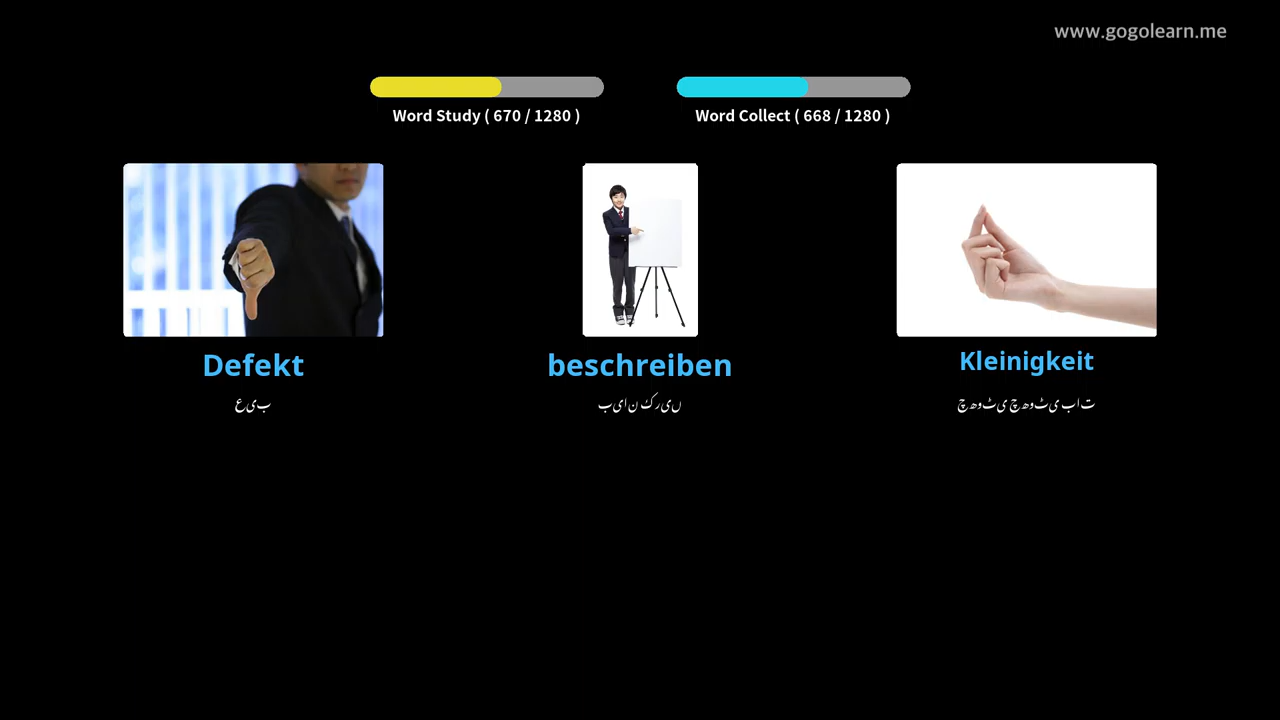 www.gogolearn.me
Word Study ( 670 / 1280 )
Word Collect ( 668 / 1280 )
Defekt
عیب
beschreiben
بیان کریں
Kleinigkeit
چھوٹی چھوٹی بات